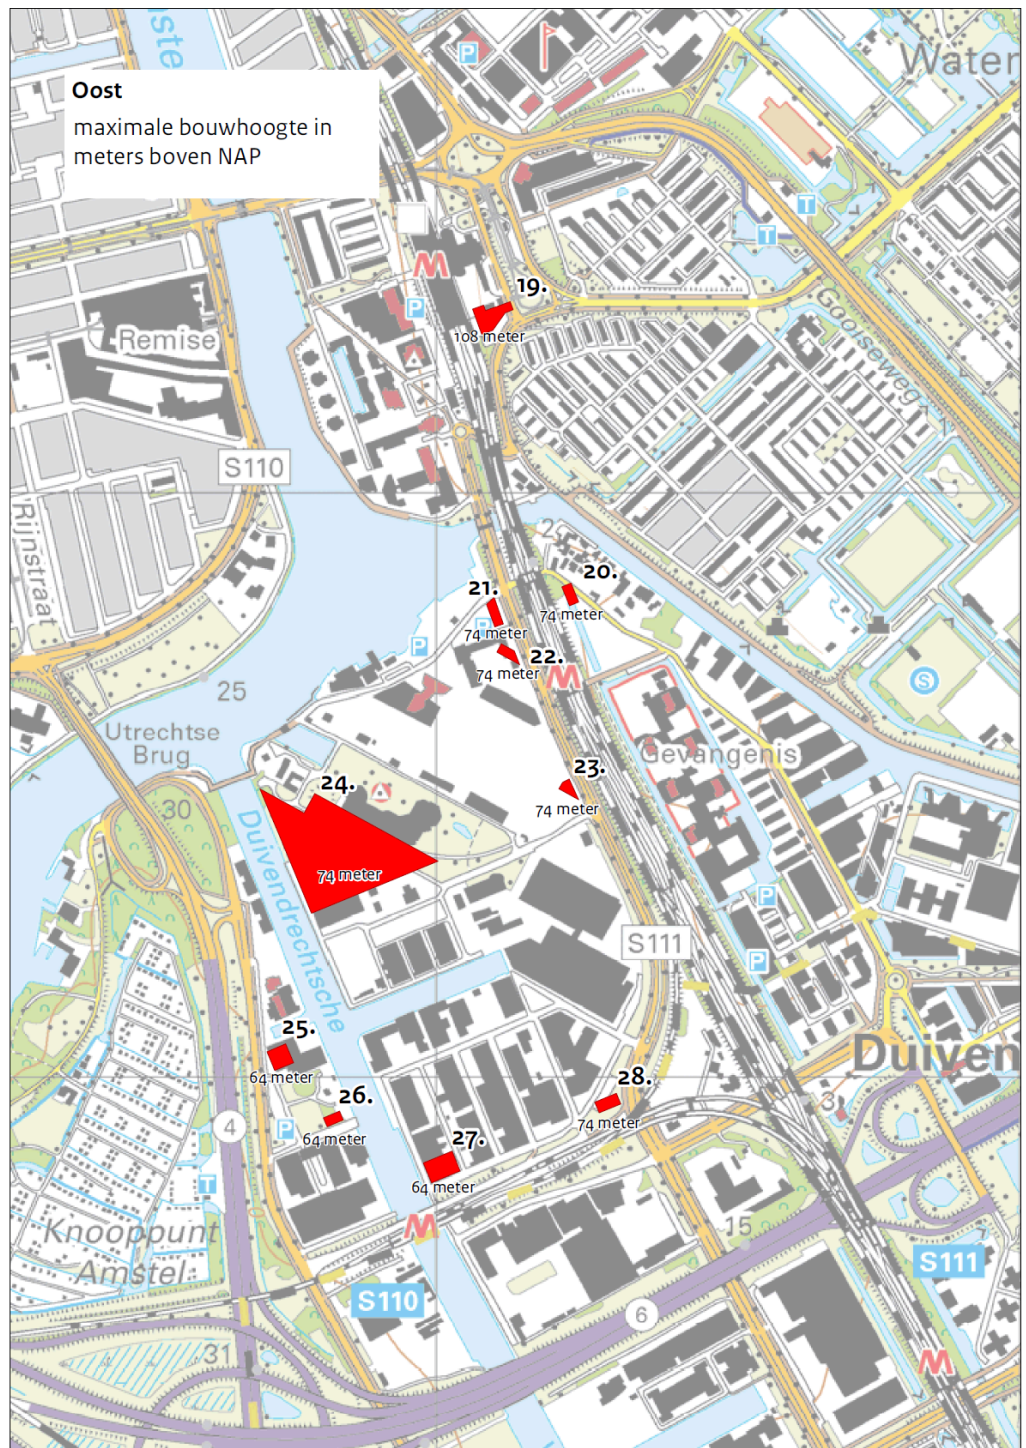 ste
Water
P
Oost
maximale bouwhoogte in
meters boven NAP
T
T
M
19.
P
108 meter
Gooiseweg
Remise
S110
Rijnstraat
20.
21.
74 meter
74 meter
22.
P
74 meter
M
S
25
Utrechtse
Brug
Gevangenis
23.
24.
74 meter
30
Duivendrechtsche
74 meter
P
S111
P
25.
Duiven
64 meter
28.
26.
3
4
P
74 meter
64 meter
27.
64 meter
T
Knooppunt
Amstel
M
15
S111
S110
6
31
M